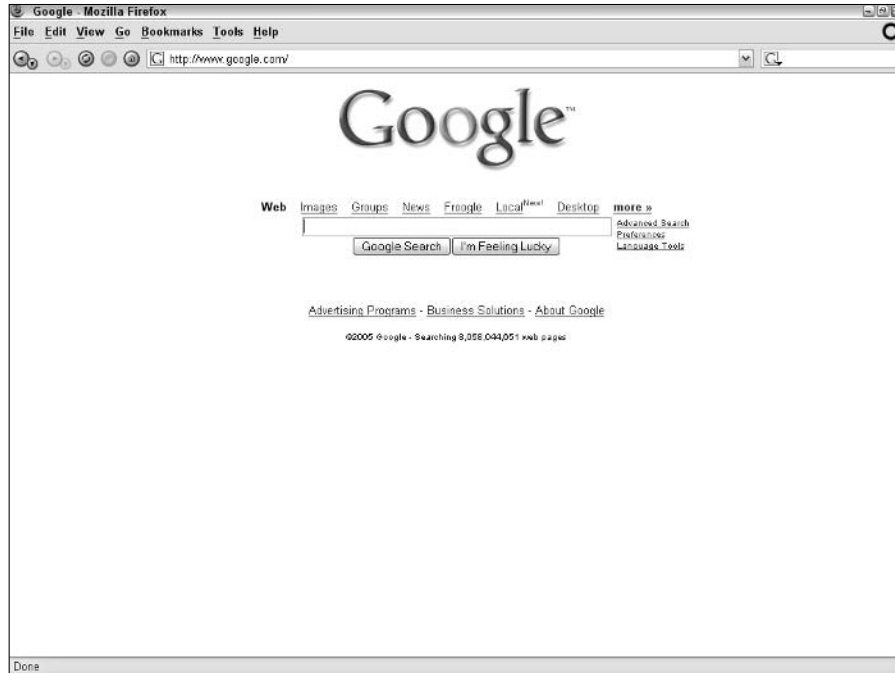 Google - Mozilla Firefox
File Edit View Go Bookmarks Tools Help
G http://www.google.com/ G
Google™
Web Images Groups News Froogle Local New! Desktop more »
Advanced Search
Preferences
Language Tools
Google Search I'm Feeling Lucky
Advertising Programs - Business Solutions - About Google
©2005 Google - Searching 8,058,044,651 web pages
Done